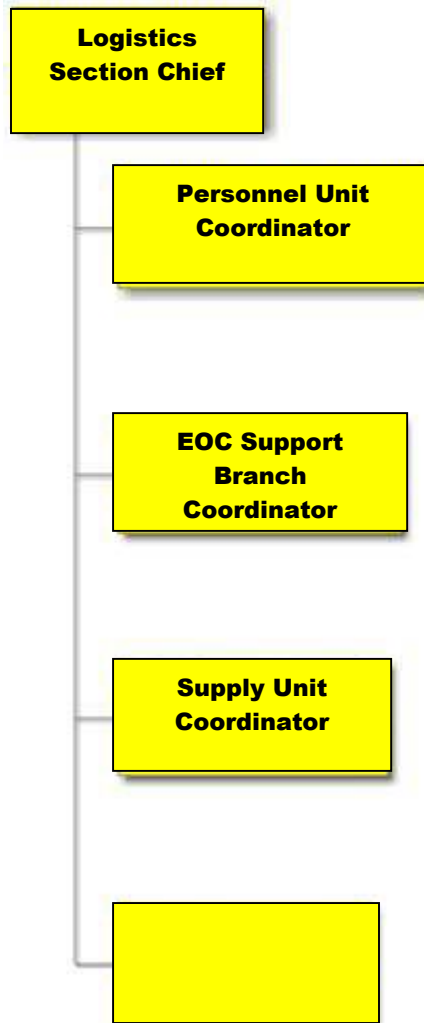 Logistics
Section Chief
Personnel Unit
Coordinator
EOC Support
Branch
Coordinator
Supply Unit
Coordinator